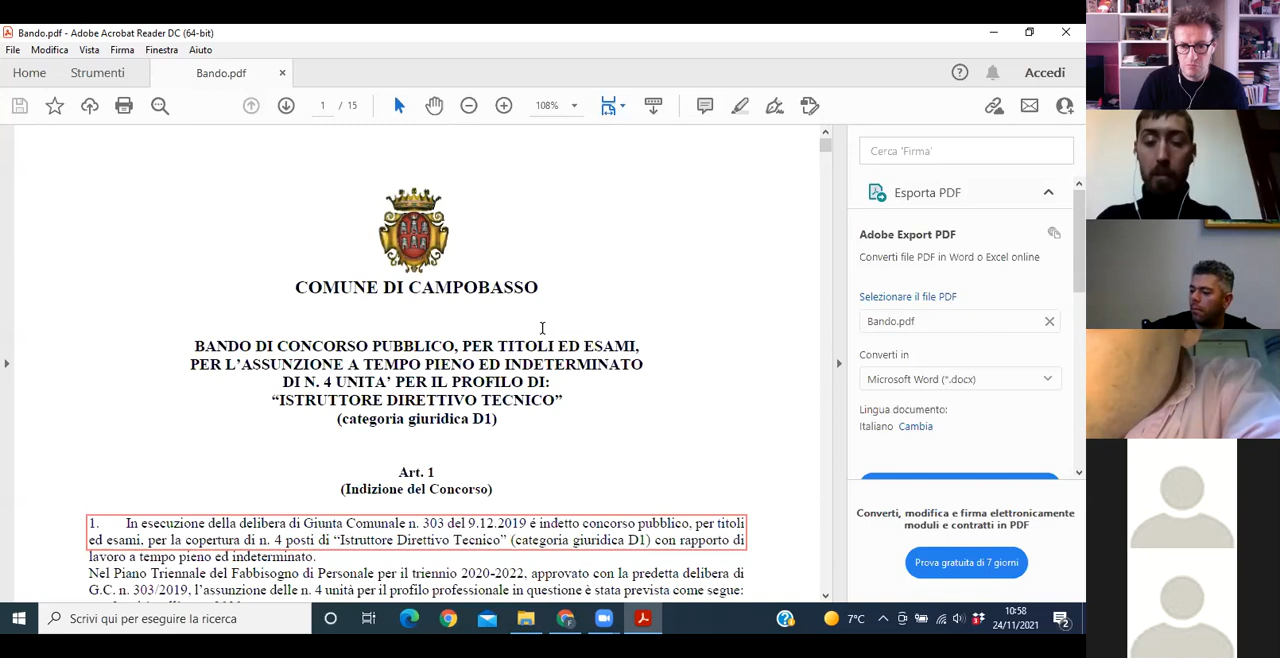 Bando.pdf - Adobe Acrobat Reader DC (64-bit)
File Modifica Vista Firma Finestra Aiuto
Home Strumenti Bando.pdf Accedi
1 / 15 108%
COMUNE DI CAMPOBASSO
BANDO DI CONCORSO PUBBLICO, PER TITOLI ED ESAMI,
PER L’ASSUNZIONE A TEMPO PIENO ED INDETERMINATO
DI N. 4 UNITA’ PER IL PROFILO DI:
“ISTRUTTORE DIRETTIVO TECNICO”
(categoria giuridica D1)
Art. 1
(Indizione del Concorso)
1. In esecuzione della delibera di Giunta Comunale n. 303 del 9.12.2019 é indetto concorso pubblico, per titoli
ed esami, per la copertura di n. 4 posti di “Istruttore Direttivo Tecnico” (categoria giuridica D1) con rapporto di
lavoro a tempo pieno ed indeterminato.
Nel Piano Triennale del Fabbisogno di Personale per il triennio 2020-2022, approvato con la predetta delibera di
G.C. n. 303/2019, l’assunzione delle n. 4 unità per il profilo professionale in questione è stata prevista come segue:
Cerca 'Firma'
Esporta PDF
Adobe Export PDF
Converti file PDF in Word o Excel online
Selezionare il file PDF
Bando.pdf
Converti in
Microsoft Word (*.docx)
Lingua documento:
Italiano Cambia
Converti, modifica e firma elettronicamente
moduli e contratti in PDF
Prova gratuita di 7 giorni
Scrivi qui per eseguire la ricerca
7°C
10:58
24/11/2021
2